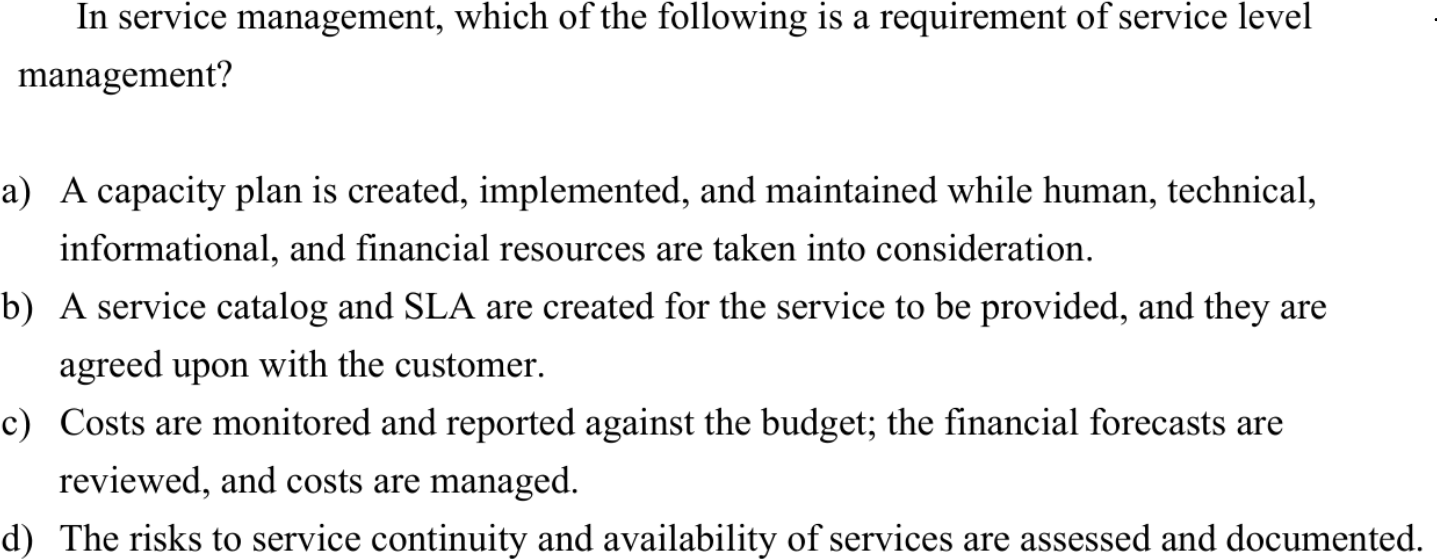 In service management, which of the following is a requirement of service level
management?
a) A capacity plan is created, implemented, and maintained while human, technical,
informational, and financial resources are taken into consideration.
b) A service catalog and SLA are created for the service to be provided, and they are
agreed upon with the customer.
c) Costs are monitored and reported against the budget; the financial forecasts are
reviewed, and costs are managed.
d) The risks to service continuity and availability of services are assessed and documented.